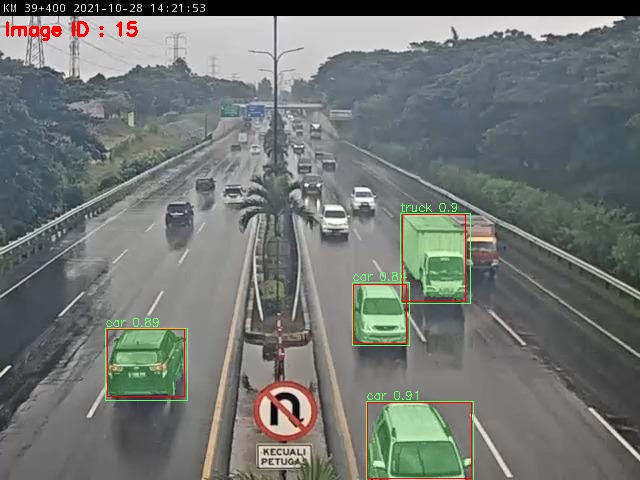 KM 39+400 2021-10-28 14:21:53
Image ID : 15
truck 0.9
car 0.84
car 0.89
car 0.91
KECUALI
PETUGAS